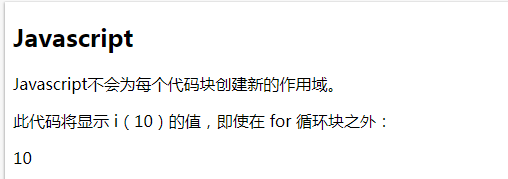 Javascript
Javascript不会为每个代码块创建新的作用域。
此代码将显示 i（10）的值，即使在 for 循环块之外：
10